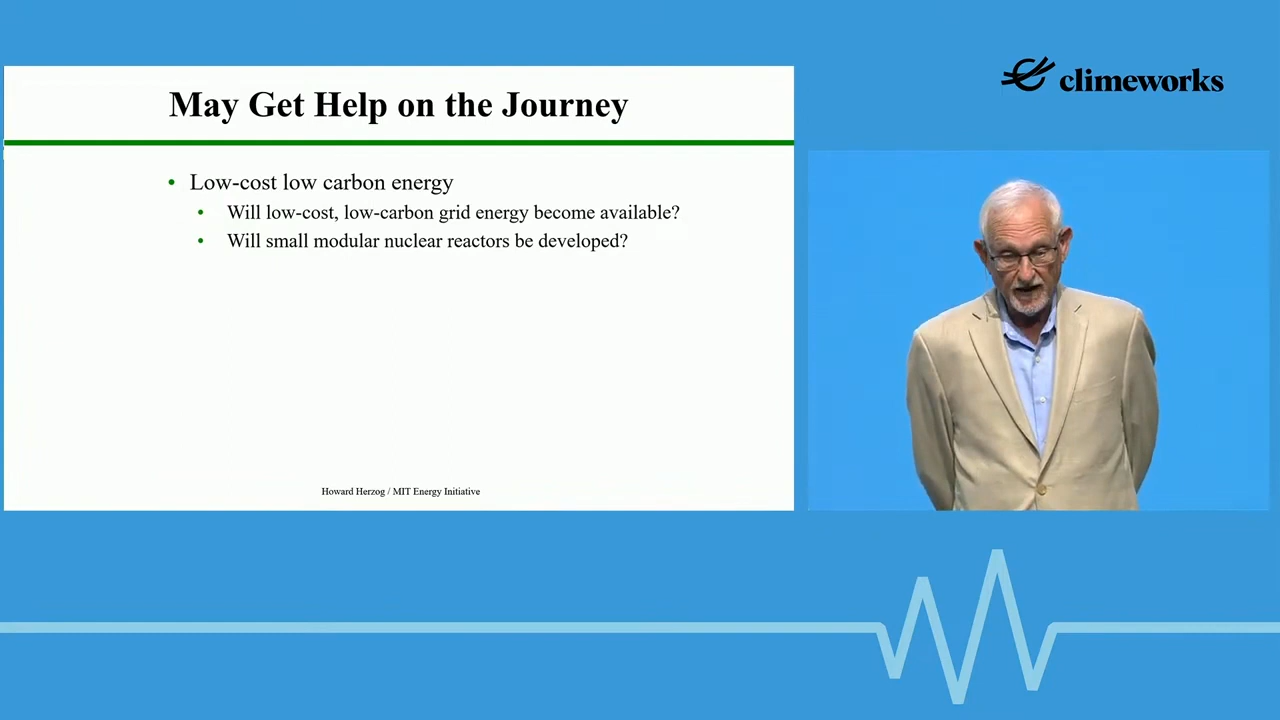 climeworks
May Get Help on the Journey
• Low-cost low carbon energy
• Will low-cost, low-carbon grid energy become available?
• Will small modular nuclear reactors be developed?
Howard Herzog / MIT Energy Initiative